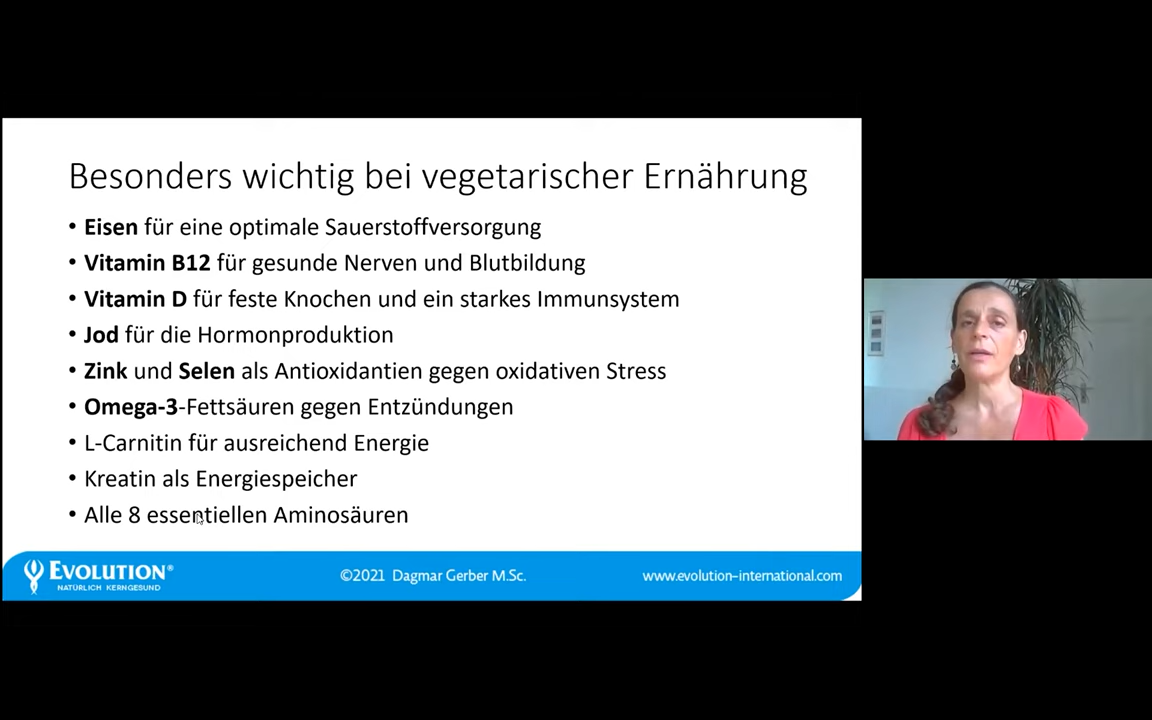 Besonders wichtig bei vegetarischer Ernährung
• Eisen für eine optimale Sauerstoffversorgung
• Vitamin B12 für gesunde Nerven und Blutbildung
• Vitamin D für feste Knochen und ein starkes Immunsystem
• Jod für die Hormonproduktion
• Zink und Selen als Antioxidantien gegen oxidativen Stress
• Omega-3-Fettsäuren gegen Entzündungen
• L-Carnitin für ausreichend Energie
• Kreatin als Energiespeicher
• Alle 8 essentiellen Aminosäuren
EVOLUTION®
NATÜRLICH KERNGESUND
©2021 Dagmar Gerber M.Sc.
www.evolution-international.com